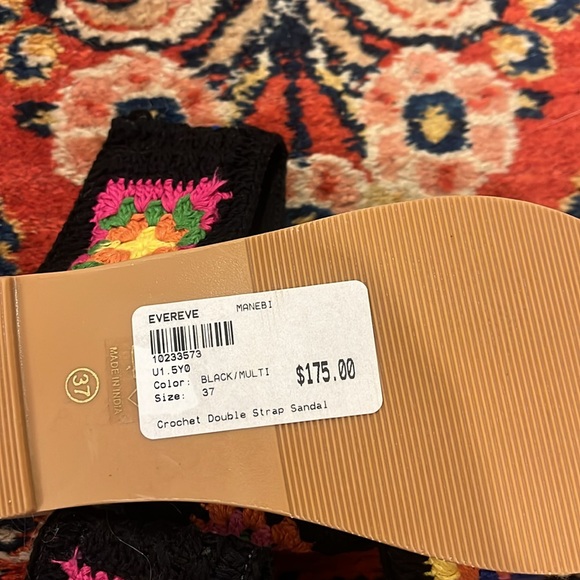 EVEREVE MANEBI
10233573
U1.5Y0
Color: BLACK/MULTI
Size: 37
$175.00
Crochet Double Strap Sandal
MADE IN INDIA
37